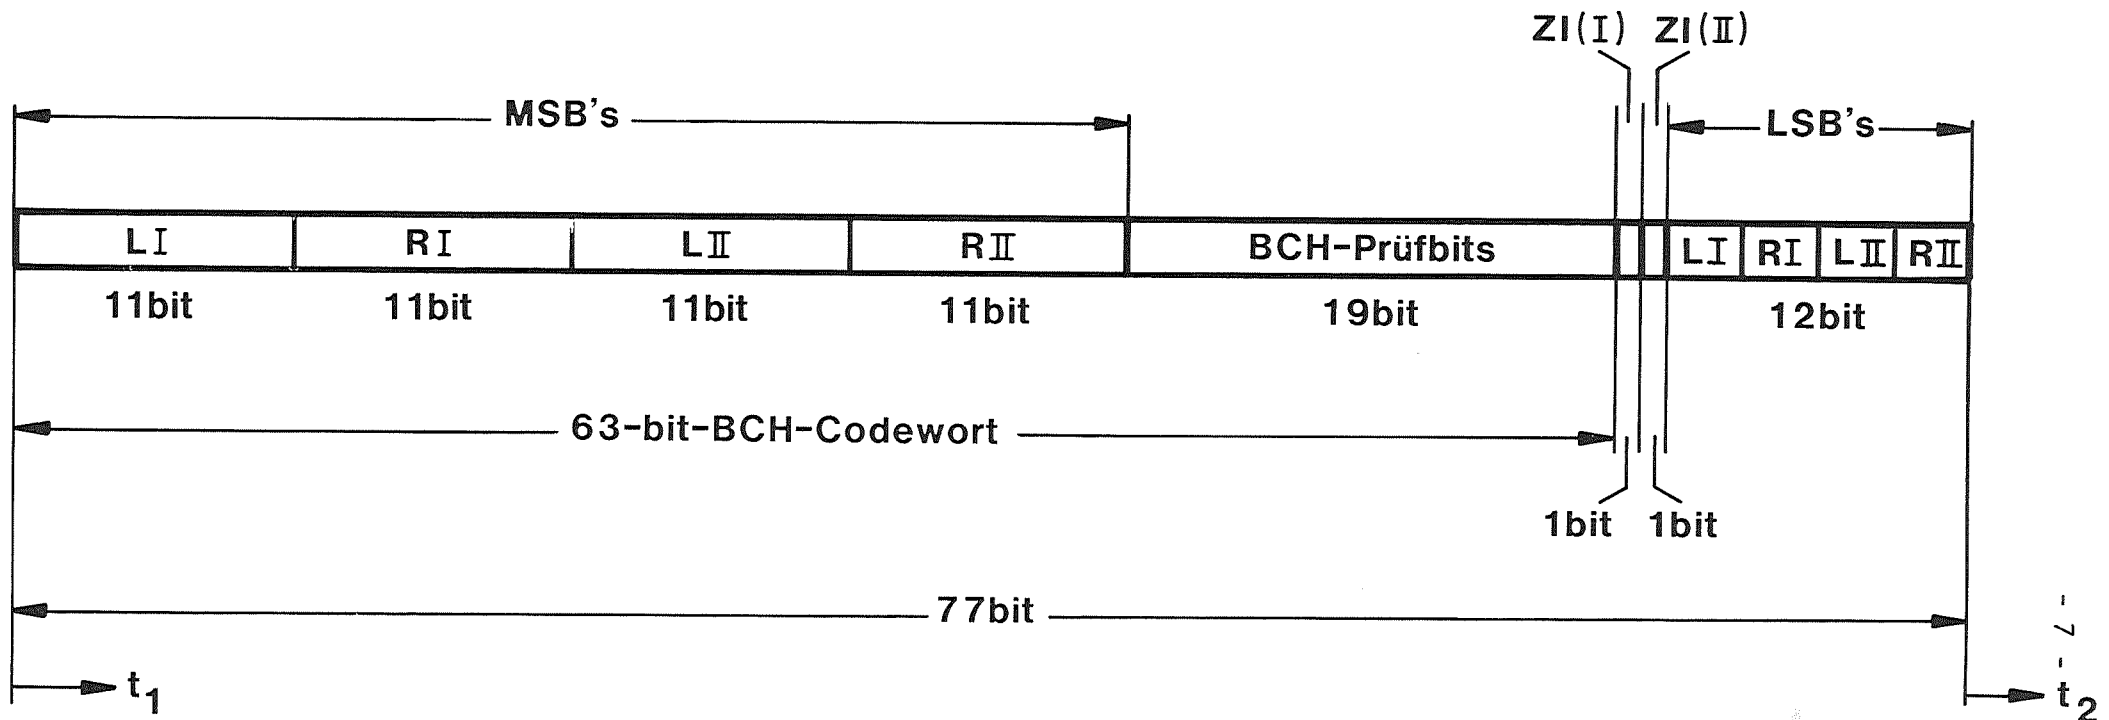 ZI(I) ZI(II)
MSB's LSB's
LI RI LII RII BCH-Prüfbits LI RI LII RII
11bit 11bit 11bit 11bit 19bit 12bit
63-bit-BCH-Codewort
1bit 1bit
77bit
- 7 -
t1 t2